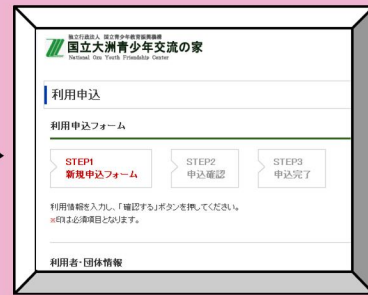 独立行政法人 国立青少年教育振興機構
国立大洲青少年交流の家
National Ozu Youth Friendship Center
利用申込
利用申込フォーム
STEP1
新規申込フォーム
STEP2
申込確認
STEP3
申込完了
利用情報を入力し、「確認する」ボタンを押してください。
※印は必須項目となります。
利用者・団体情報